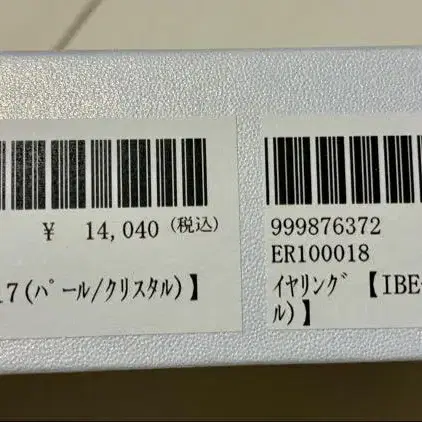 ¥ 14,040 (税込)
17(パール/クリスタル)】
999876372
ER100018
イヤリング【IBE-
ル)】